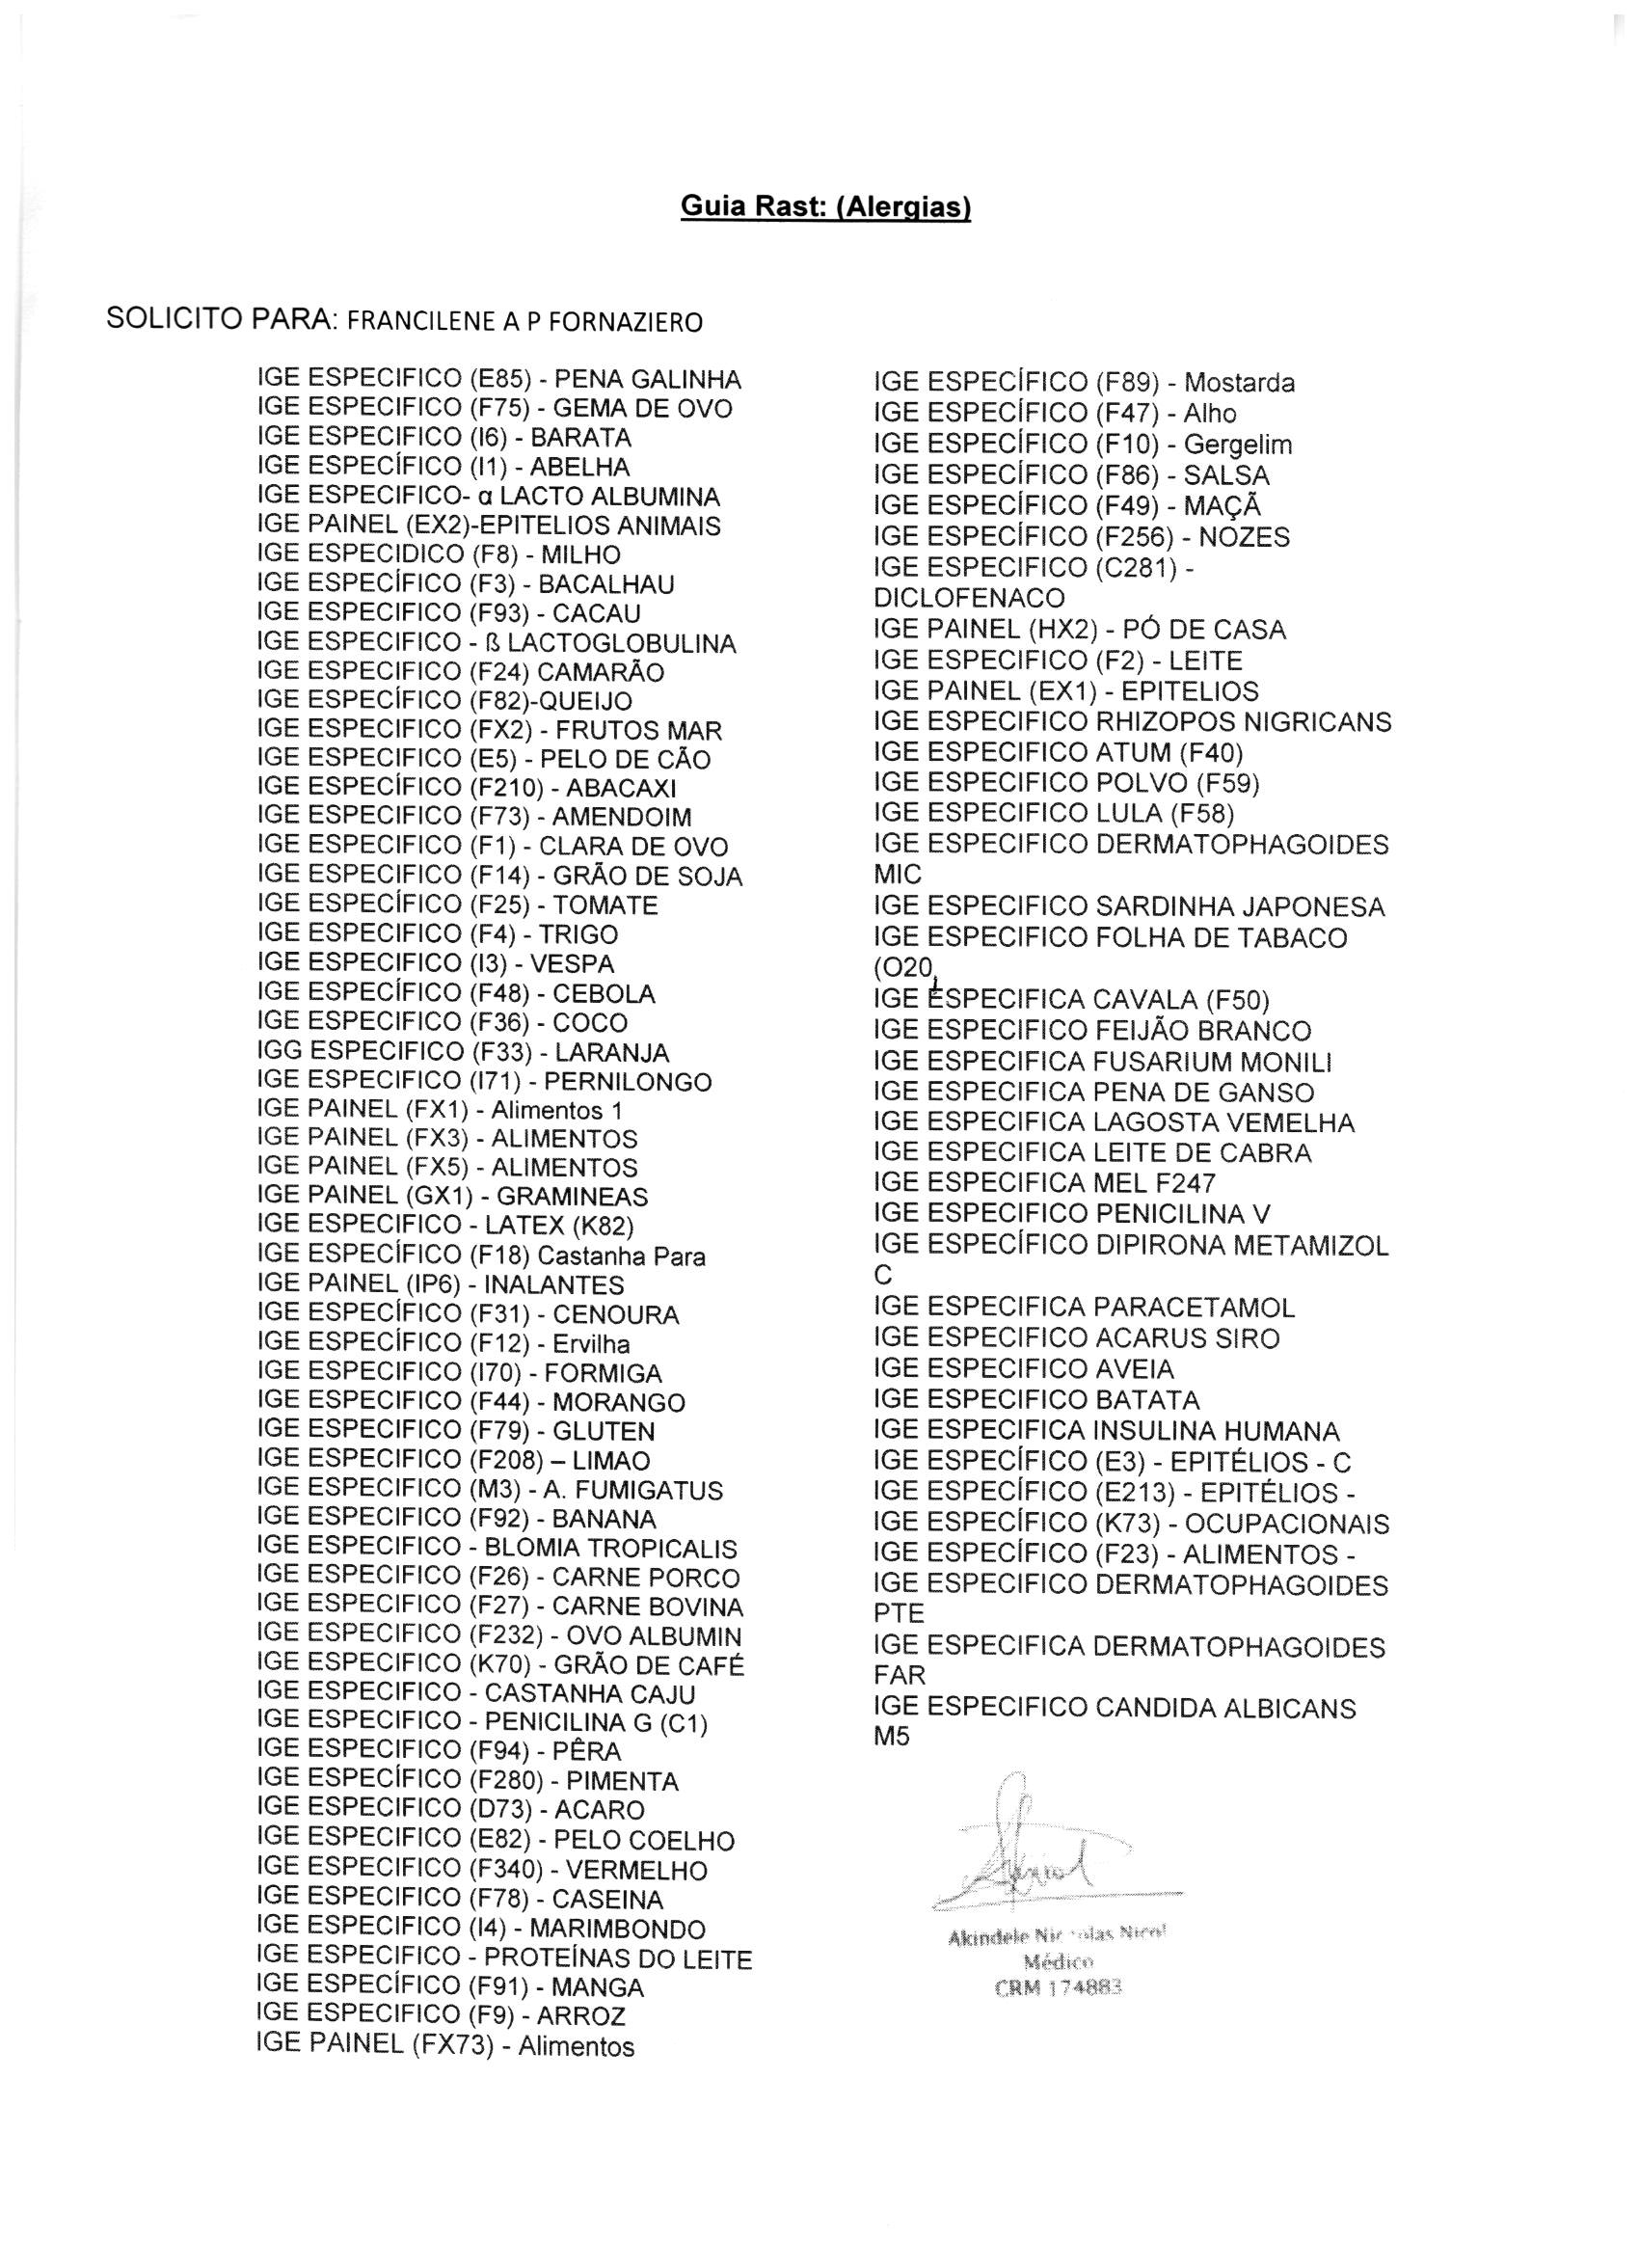 Guia Rast: (Alergias)
SOLICITO PARA: FRANCILENE A P FORNAZIERO
IGE ESPECIFICO (E85) - PENA GALINHA
IGE ESPECIFICO (F75) - GEMA DE OVO
IGE ESPECIFICO (I6) - BARATA
IGE ESPECÍFICO (I1) - ABELHA
IGE ESPECIFICO- α LACTO ALBUMINA
IGE PAINEL (EX2)-EPITELIOS ANIMAIS
IGE ESPECIDICO (F8) - MILHO
IGE ESPECÍFICO (F3) - BACALHAU
IGE ESPECIFICO (F93) - CACAU
IGE ESPECIFICO - ß LACTOGLOBULINA
IGE ESPECIFICO (F24) CAMARÃO
IGE ESPECÍFICO (F82)-QUEIJO
IGE ESPECIFICO (FX2) - FRUTOS MAR
IGE ESPECIFICO (E5) - PELO DE CÃO
IGE ESPECÍFICO (F210) - ABACAXI
IGE ESPECIFICO (F73) - AMENDOIM
IGE ESPECIFICO (F1) - CLARA DE OVO
IGE ESPECIFICO (F14) - GRÃO DE SOJA
IGE ESPECÍFICO (F25) - TOMATE
IGE ESPECIFICO (F4) - TRIGO
IGE ESPECIFICO (I3) - VESPA
IGE ESPECÍFICO (F48) - CEBOLA
IGE ESPECIFICO (F36) - COCO
IGG ESPECIFICO (F33) - LARANJA
IGE ESPECIFICO (I71) - PERNILONGO
IGE PAINEL (FX1) - Alimentos 1
IGE PAINEL (FX3) - ALIMENTOS
IGE PAINEL (FX5) - ALIMENTOS
IGE PAINEL (GX1) - GRAMINEAS
IGE ESPECIFICO - LATEX (K82)
IGE ESPECÍFICO (F18) Castanha Para
IGE PAINEL (IP6) - INALANTES
IGE ESPECÍFICO (F31) - CENOURA
IGE ESPECÍFICO (F12) - Ervilha
IGE ESPECIFICO (I70) - FORMIGA
IGE ESPECIFICO (F44) - MORANGO
IGE ESPECIFICO (F79) - GLUTEN
IGE ESPECIFICO (F208) – LIMAO
IGE ESPECIFICO (M3) - A. FUMIGATUS
IGE ESPECIFICO (F92) - BANANA
IGE ESPECIFICO - BLOMIA TROPICALIS
IGE ESPECIFICO (F26) - CARNE PORCO
IGE ESPECIFICO (F27) - CARNE BOVINA
IGE ESPECIFICO (F232) - OVO ALBUMIN
IGE ESPECIFICO (K70) - GRÃO DE CAFÉ
IGE ESPECIFICO - CASTANHA CAJU
IGE ESPECIFICO - PENICILINA G (C1)
IGE ESPECÍFICO (F94) - PÊRA
IGE ESPECÍFICO (F280) - PIMENTA
IGE ESPECIFICO (D73) - ACARO
IGE ESPECIFICO (E82) - PELO COELHO
IGE ESPECIFICO (F340) - VERMELHO
IGE ESPECIFICO (F78) - CASEINA
IGE ESPECIFICO (I4) - MARIMBONDO
IGE ESPECIFICO - PROTEÍNAS DO LEITE
IGE ESPECÍFICO (F91) - MANGA
IGE ESPECIFICO (F9) - ARROZ
IGE PAINEL (FX73) - Alimentos
IGE ESPECÍFICO (F89) - Mostarda
IGE ESPECÍFICO (F47) - Alho
IGE ESPECÍFICO (F10) - Gergelim
IGE ESPECÍFICO (F86) - SALSA
IGE ESPECÍFICO (F49) - MAÇÃ
IGE ESPECÍFICO (F256) - NOZES
IGE ESPECIFICO (C281) -
DICLOFENACO
IGE PAINEL (HX2) - PÓ DE CASA
IGE ESPECIFICO (F2) - LEITE
IGE PAINEL (EX1) - EPITELIOS
IGE ESPECIFICO RHIZOPOS NIGRICANS
IGE ESPECIFICO ATUM (F40)
IGE ESPECIFICO POLVO (F59)
IGE ESPECIFICO LULA (F58)
IGE ESPECIFICO DERMATOPHAGOIDES
MIC
IGE ESPECIFICO SARDINHA JAPONESA
IGE ESPECIFICO FOLHA DE TABACO
(O20
IGE ESPECIFICA CAVALA (F50)
IGE ESPECIFICO FEIJÃO BRANCO
IGE ESPECIFICA FUSARIUM MONILI
IGE ESPECIFICA PENA DE GANSO
IGE ESPECIFICA LAGOSTA VEMELHA
IGE ESPECIFICA LEITE DE CABRA
IGE ESPECIFICA MEL F247
IGE ESPECIFICO PENICILINA V
IGE ESPECÍFICO DIPIRONA METAMIZOL
C
IGE ESPECIFICA PARACETAMOL
IGE ESPECIFICO ACARUS SIRO
IGE ESPECIFICO AVEIA
IGE ESPECIFICO BATATA
IGE ESPECIFICA INSULINA HUMANA
IGE ESPECÍFICO (E3) - EPITÉLIOS - C
IGE ESPECÍFICO (E213) - EPITÉLIOS -
IGE ESPECÍFICO (K73) - OCUPACIONAIS
IGE ESPECÍFICO (F23) - ALIMENTOS -
IGE ESPECIFICO DERMATOPHAGOIDES
PTE
IGE ESPECIFICA DERMATOPHAGOIDES
FAR
IGE ESPECIFICO CANDIDA ALBICANS
M5
Akindele Nicol
Médico
CRM 174883